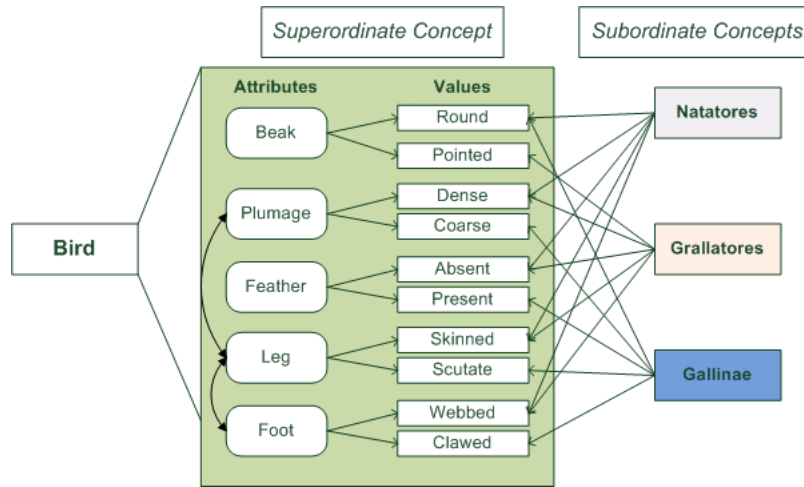 Superordinate Concept
Subordinate Concepts
Attributes
Values
Beak
Round
Pointed
Plumage
Dense
Coarse
Feather
Absent
Present
Leg
Skinned
Scutate
Foot
Webbed
Clawed
Bird
Natatores
Grallatores
Gallinae